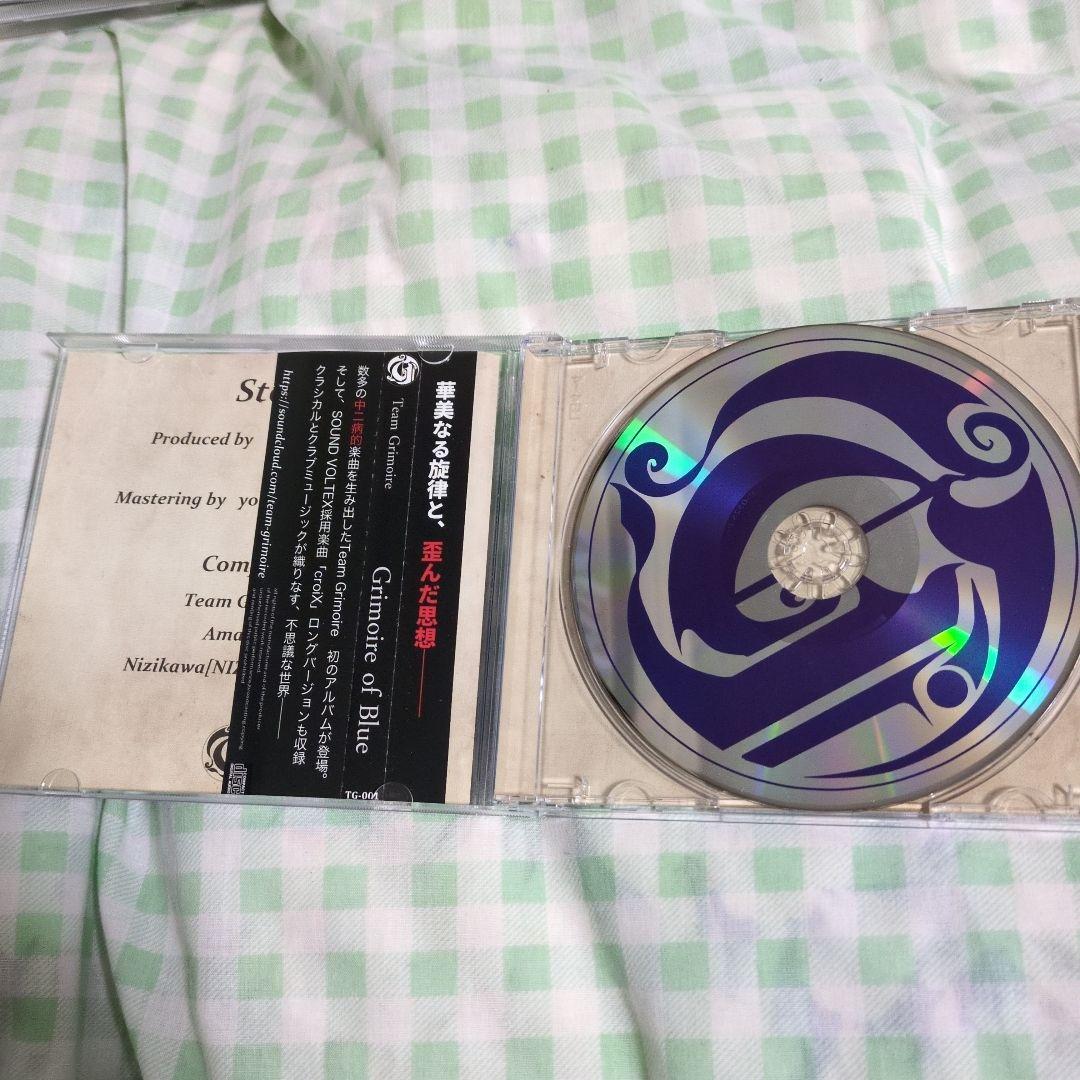 St
Produced by
Mastering by yo
Com
Team G
Ama
Nizikawa[NIZ
華美なる旋律と、歪んだ思想――
Team Grimoire
Grimoire of Blue
TG-001
数多の中二病的楽曲を生み出したTeam Grimoire 初のアルバムが登場。
そして、SOUND VOLTEX採用楽曲「croiX」ロングバージョンも収録
クラシカルとクラブミュージックが織りなす、不思議な世界――
https://soundcloud.com/team-grimoire